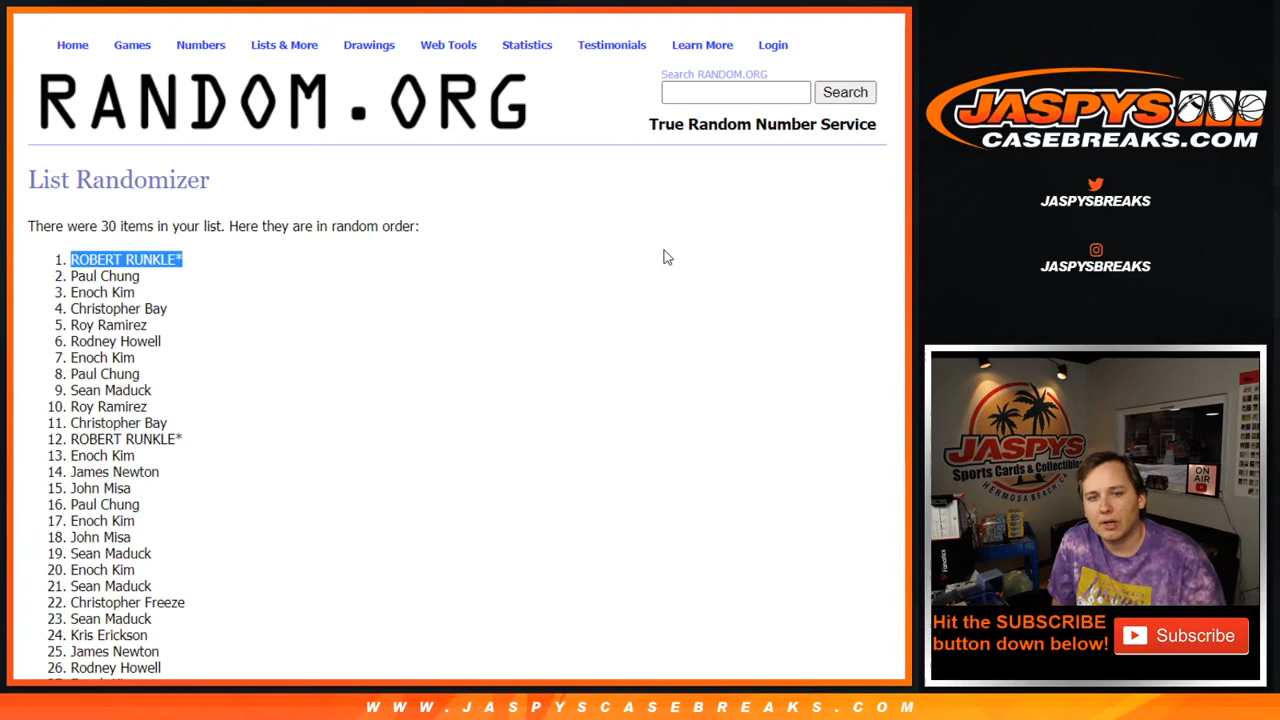 Home Games Numbers Lists & More Drawings Web Tools Statistics Testimonials Learn More Login
RANDOM.ORG
Search RANDOM.ORG
Search
True Random Number Service
List Randomizer
There were 30 items in your list. Here they are in random order:
1. ROBERT RUNKLE*
2. Paul Chung
3. Enoch Kim
4. Christopher Bay
5. Roy Ramirez
6. Rodney Howell
7. Enoch Kim
8. Paul Chung
9. Sean Maduck
10. Roy Ramirez
11. Christopher Bay
12. ROBERT RUNKLE*
13. Enoch Kim
14. James Newton
15. John Misa
16. Paul Chung
17. Enoch Kim
18. John Misa
19. Sean Maduck
20. Enoch Kim
21. Sean Maduck
22. Christopher Freeze
23. Sean Maduck
24. Kris Erickson
25. James Newton
26. Rodney Howell
JASPYS
CASEBREAKS.COM
JASPYSBREAKS
JASPYSBREAKS
JASPYS
Sports Cards & Collectibles
HERMOSA BEACH, CA
ON AIR
Fanatics
Hit the SUBSCRIBE
button down below!
Subscribe
WWW.JASPYSCASEBREAKS.COM